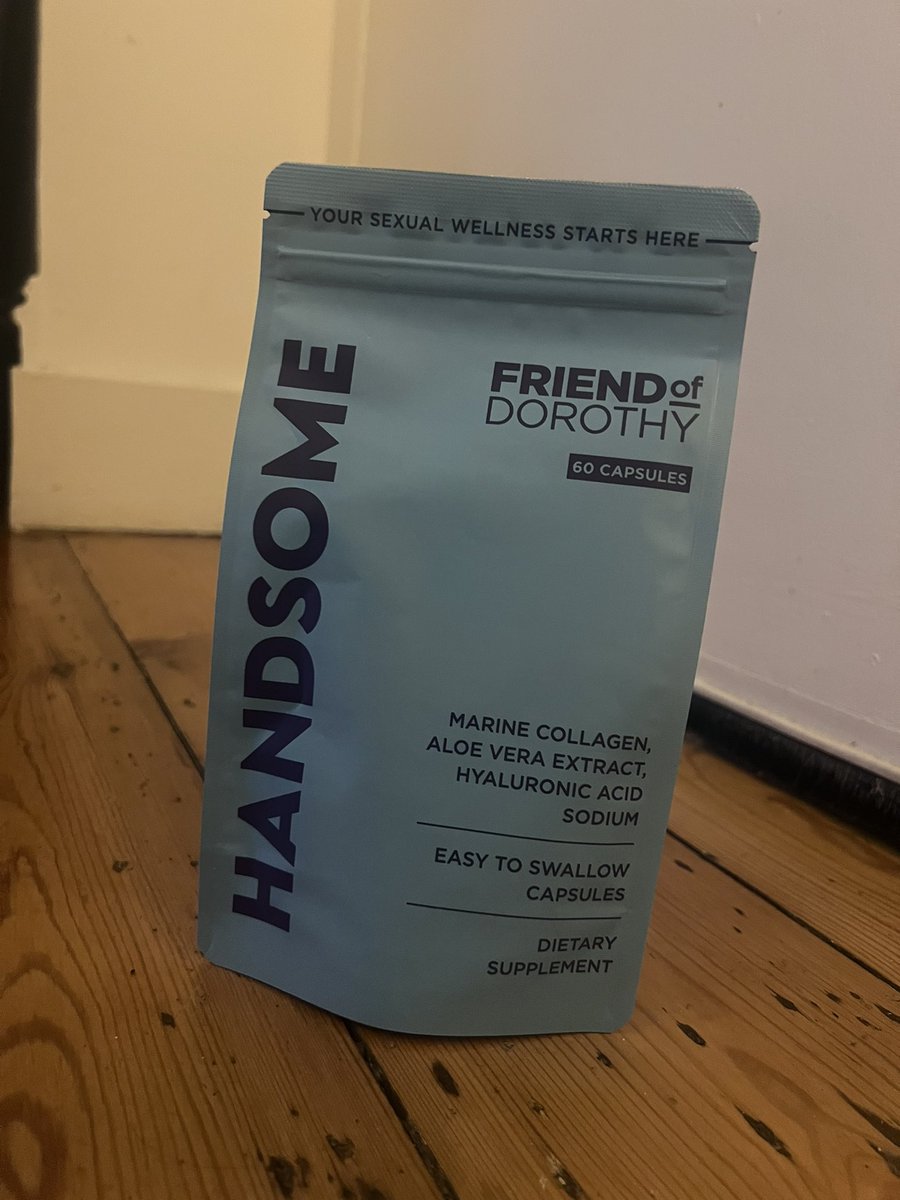 YOUR SEXUAL WELLNESS STARTS HERE
HANDSOME
FRIEND of
DOROTHY
60 CAPSULES
MARINE COLLAGEN,
ALOE VERA EXTRACT,
HYALURONIC ACID
SODIUM
EASY TO SWALLOW
CAPSULES
DIETARY
SUPPLEMENT